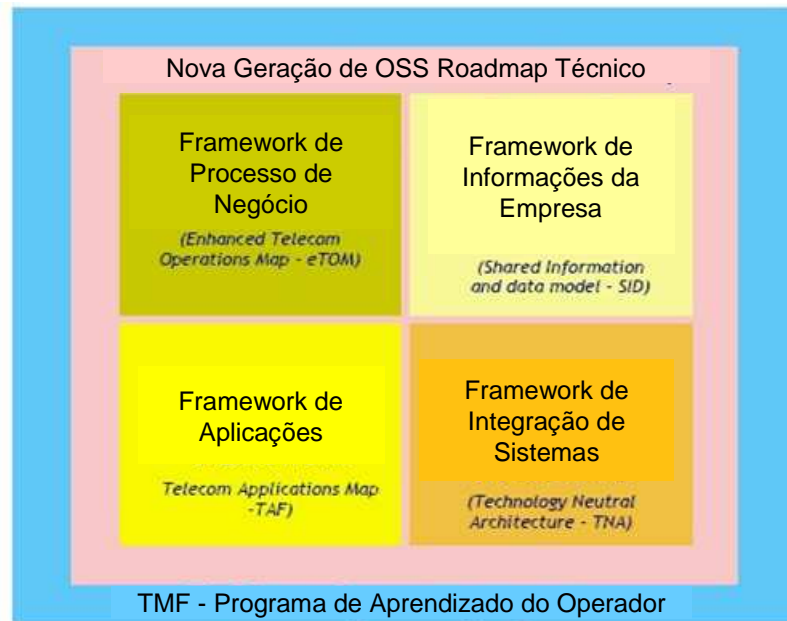 Nova Geração de OSS Roadmap Técnico
Framework de
Processo de
Negócio
(Enhanced Telecom
Operations Map - eTOM)
Framework de
Informações da
Empresa
(Shared Information
and data model - SID)
Framework de
Aplicações
Telecom Applications Map
-TAF)
Framework de
Integração de
Sistemas
(Technology Neutral
Architecture - TNA)
TMF - Programa de Aprendizado do Operador